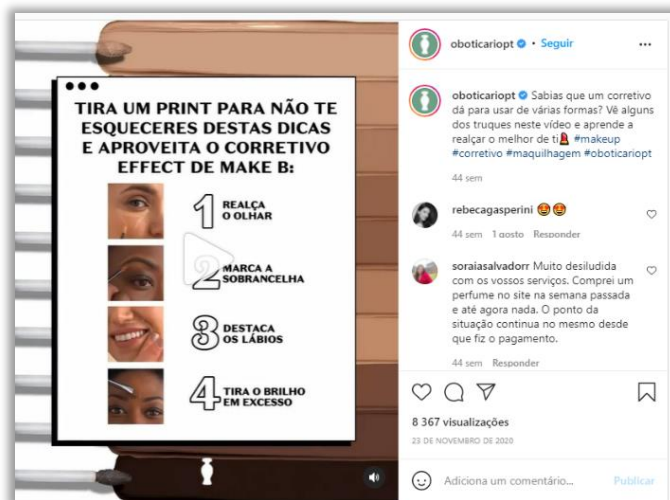 TIRA UM PRINT PARA NÃO TE
ESQUECERES DESTAS DICAS
E APROVEITA O CORRETIVO
EFFECT DE MAKE B:
1 REALÇA
O OLHAR
2 MARCA A
SOBRANCELHA
3 DESTACA
OS LÁBIOS
4 TIRA O BRILHO
EM EXCESSO
oboticariopt • Seguir
oboticariopt Sabias que um corretivo
dá para usar de várias formas? Vê alguns
dos truques neste vídeo e aprende a
realçar o melhor de ti💄 #makeup
#corretivo #maquilhagem #oboticariopt
44 sem
rebecagasperini 😍😍
44 sem 1 gosto Responder
soraiasalvadorr Muito desiludida
com os vossos serviços. Comprei um
perfume no site na semana passada
e até agora nada. O ponto da
situação continua no mesmo desde
que fiz o pagamento.
44 sem Responder
8 367 visualizações
23 DE NOVEMBRO DE 2020
Adiciona um comentário... Publicar